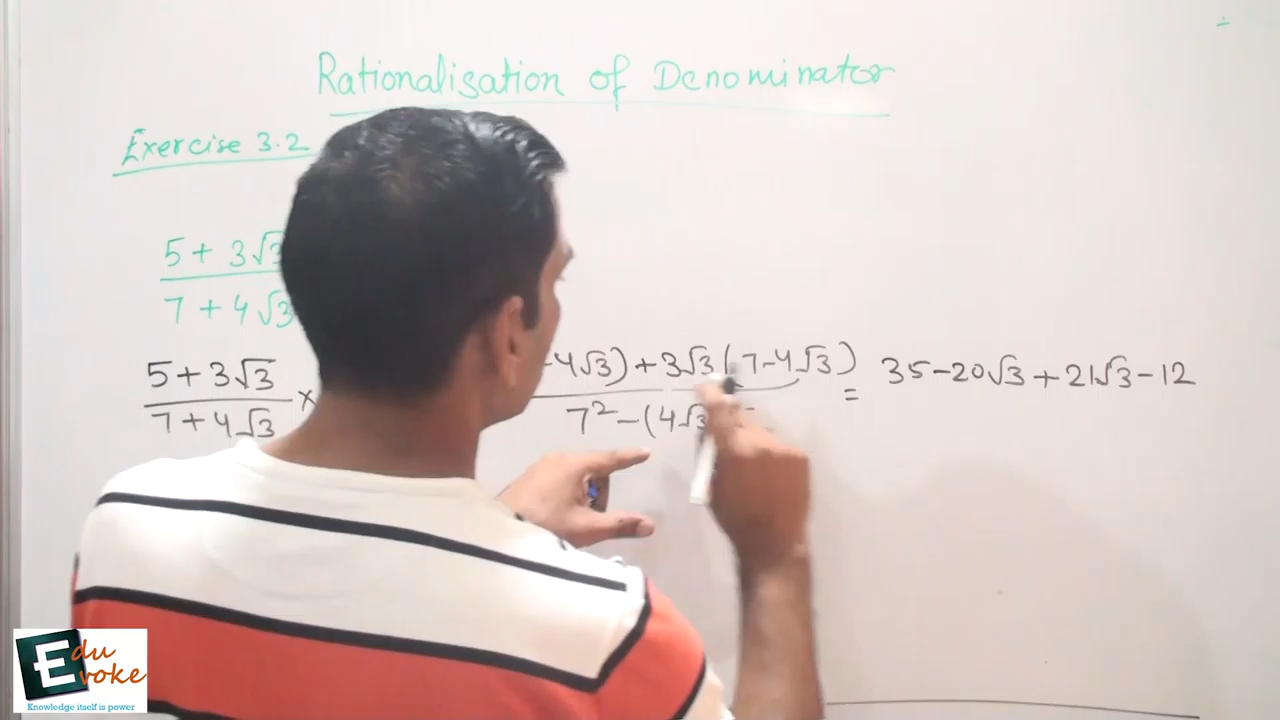 Rationalisation of Denominator
Exercise 3.2
5 + 3√3
7 + 4√3
5 + 3√3
7 + 4√3
×
-4√3) + 3√3 (7-4√3)
7² - (4√3
= 35-20√3 + 21√3 - 12
Edu
Evoke
Knowledge itself is power